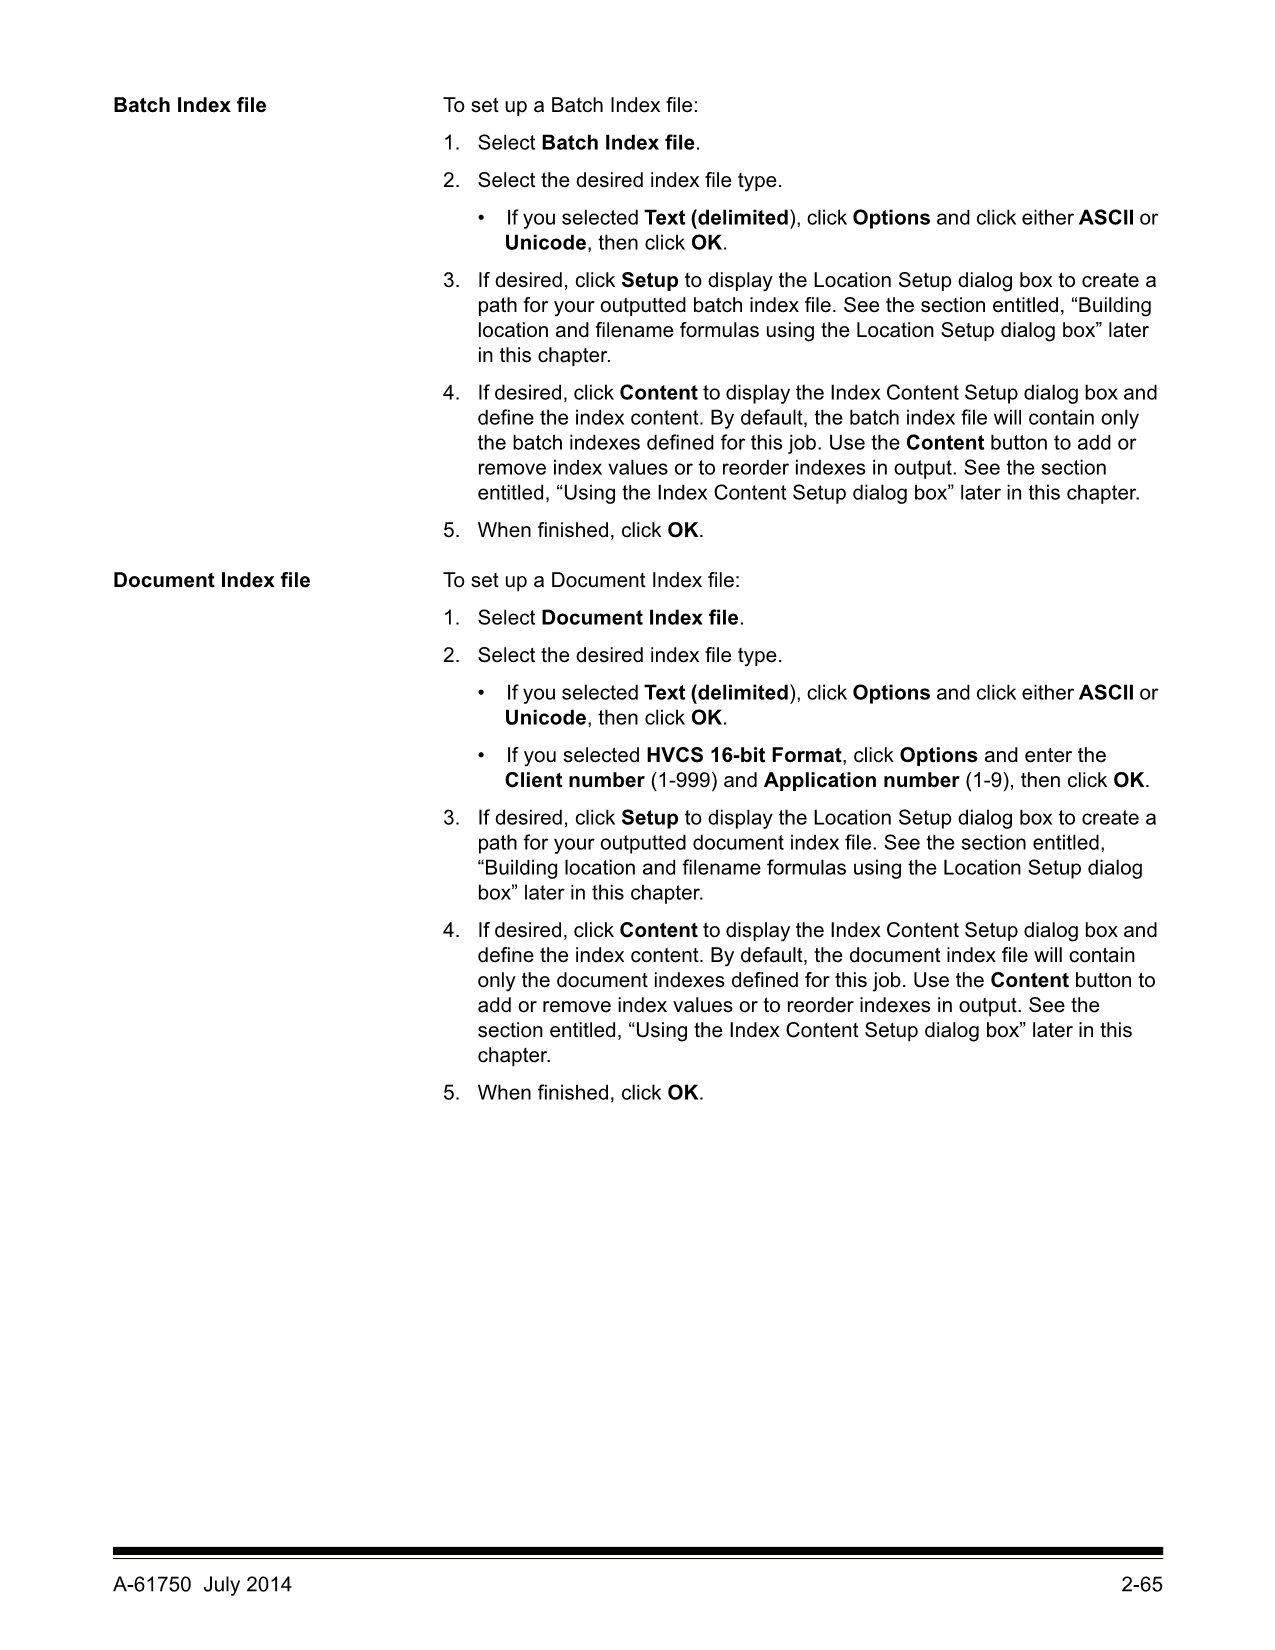 Batch Index file
To set up a Batch Index file:
1. Select Batch Index file.
2. Select the desired index file type.
• If you selected Text (delimited), click Options and click either ASCII or
Unicode, then click OK.
3. If desired, click Setup to display the Location Setup dialog box to create a
path for your outputted batch index file. See the section entitled, “Building
location and filename formulas using the Location Setup dialog box” later
in this chapter.
4. If desired, click Content to display the Index Content Setup dialog box and
define the index content. By default, the batch index file will contain only
the batch indexes defined for this job. Use the Content button to add or
remove index values or to reorder indexes in output. See the section
entitled, “Using the Index Content Setup dialog box” later in this chapter.
5. When finished, click OK.
Document Index file
To set up a Document Index file:
1. Select Document Index file.
2. Select the desired index file type.
• If you selected Text (delimited), click Options and click either ASCII or
Unicode, then click OK.
• If you selected HVCS 16-bit Format, click Options and enter the
Client number (1-999) and Application number (1-9), then click OK.
3. If desired, click Setup to display the Location Setup dialog box to create a
path for your outputted document index file. See the section entitled,
“Building location and filename formulas using the Location Setup dialog
box” later in this chapter.
4. If desired, click Content to display the Index Content Setup dialog box and
define the index content. By default, the document index file will contain
only the document indexes defined for this job. Use the Content button to
add or remove index values or to reorder indexes in output. See the
section entitled, “Using the Index Content Setup dialog box” later in this
chapter.
5. When finished, click OK.
A-61750 July 2014
2-65